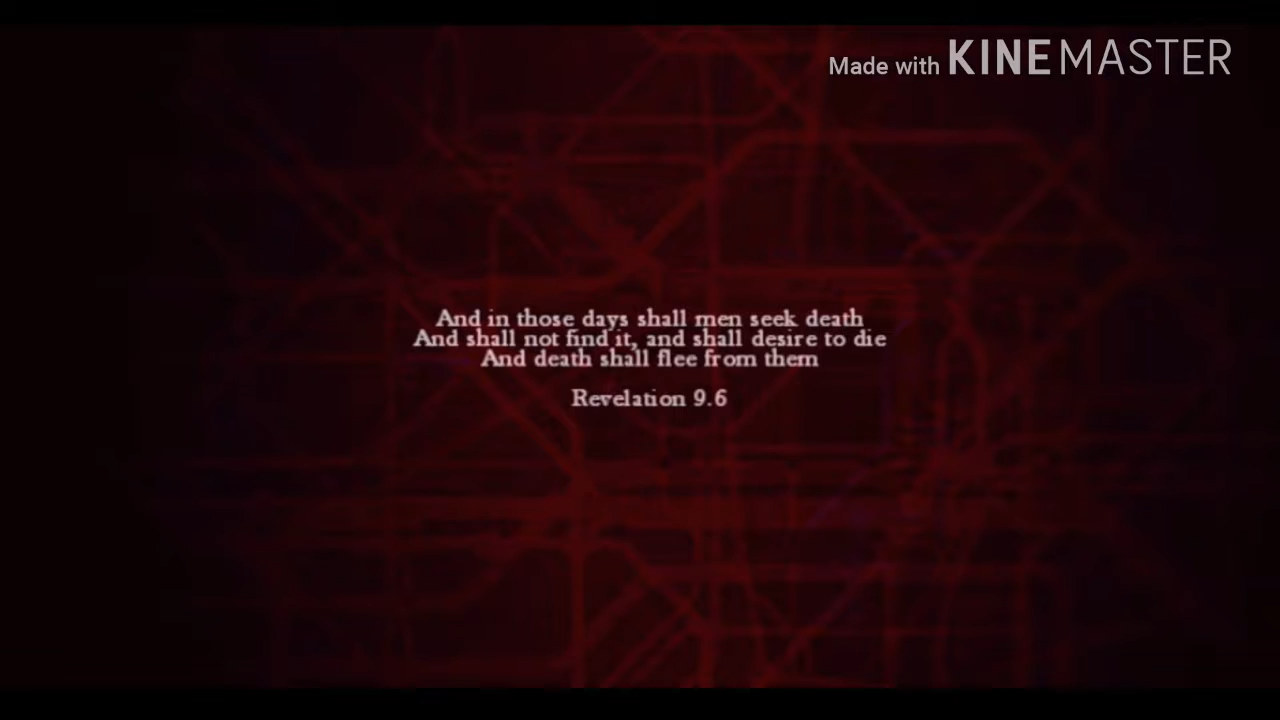 Made with KINEMASTER
And in those days shall men seek death
And shall not find it, and shall desire to die
And death shall flee from them
Revelation 9.6